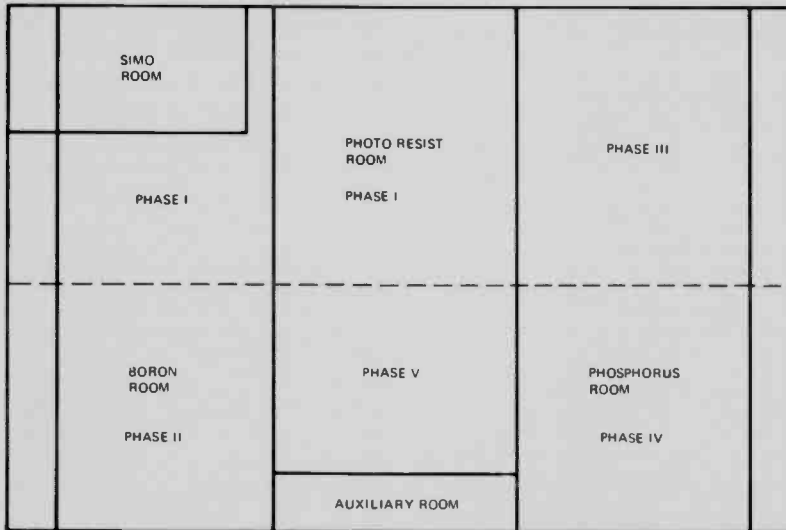 SIMO
ROOM
PHASE I
PHOTO RESIST
ROOM
PHASE I
PHASE III
BORON
ROOM
PHASE II
PHASE V
PHOSPHORUS
ROOM
PHASE IV
AUXILIARY ROOM